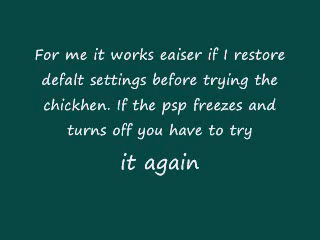 For me it works eaiser if I restore
defalt settings before trying the
chickhen. If the psp freezes and
turns off you have to try
it again